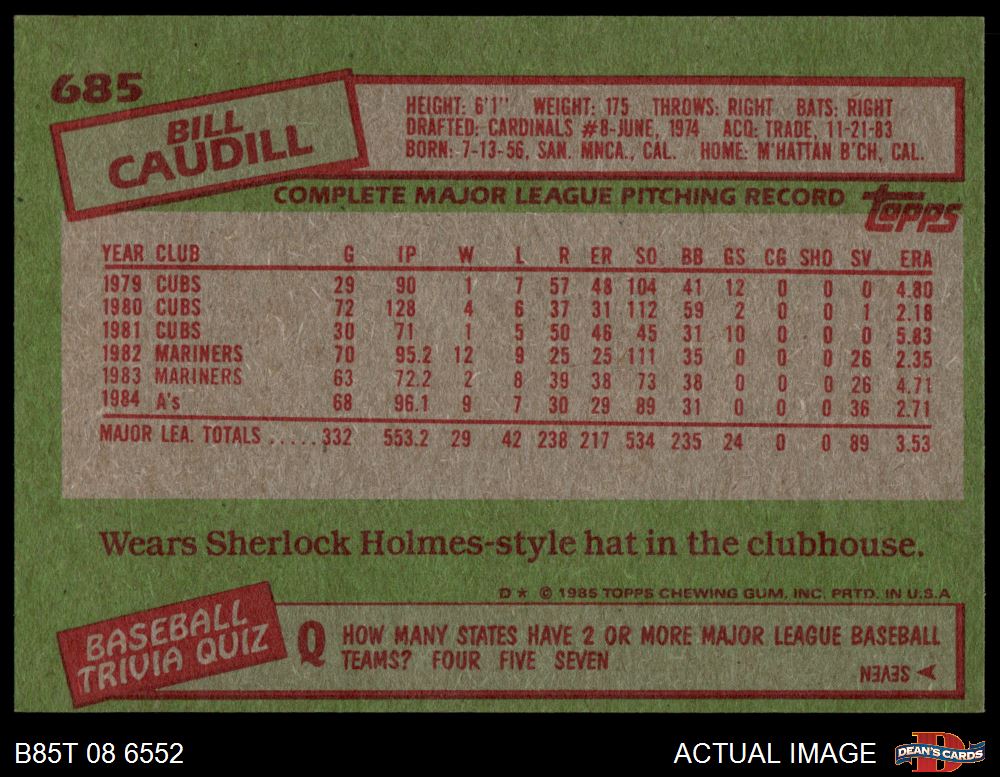 685
BILL
CAUDILL
HEIGHT: 6'1" WEIGHT: 175 THROWS: RIGHT BATS: RIGHT
DRAFTED: CARDINALS #8-JUNE, 1974 ACQ: TRADE, 11-21-83
BORN: 7-13-56, SAN. MNCA., CAL. HOME: M'HATTAN B'CH, CAL.
COMPLETE MAJOR LEAGUE PITCHING RECORD
TOPPS
YEAR CLUB G IP W L R ER SO BB GS CG SHO SV ERA
1979 CUBS 29 90 1 7 57 48 104 41 12 0 0 0 4.80
1980 CUBS 72 128 4 6 37 31 112 59 2 0 0 1 2.18
1981 CUBS 30 71 1 5 50 46 45 31 10 0 0 0 5.83
1982 MARINERS 70 95.2 12 9 25 25 111 35 0 0 0 26 2.35
1983 MARINERS 63 72.2 2 8 39 38 73 38 0 0 0 26 4.71
1984 A's 68 96.1 9 7 30 29 89 31 0 0 0 36 2.71
MAJOR LEA. TOTALS ..... 332 553.2 29 42 238 217 534 235 24 0 0 89 3.53
Wears Sherlock Holmes-style hat in the clubhouse.
D* © 1985 TOPPS CHEWING GUM, INC. PRTD. IN U.S.A
BASEBALL
TRIVIA QUIZ
Q HOW MANY STATES HAVE 2 OR MORE MAJOR LEAGUE BASEBALL
TEAMS? FOUR FIVE SEVEN
SEVEN
B85T 08 6552
ACTUAL IMAGE
DEAN'S CARDS